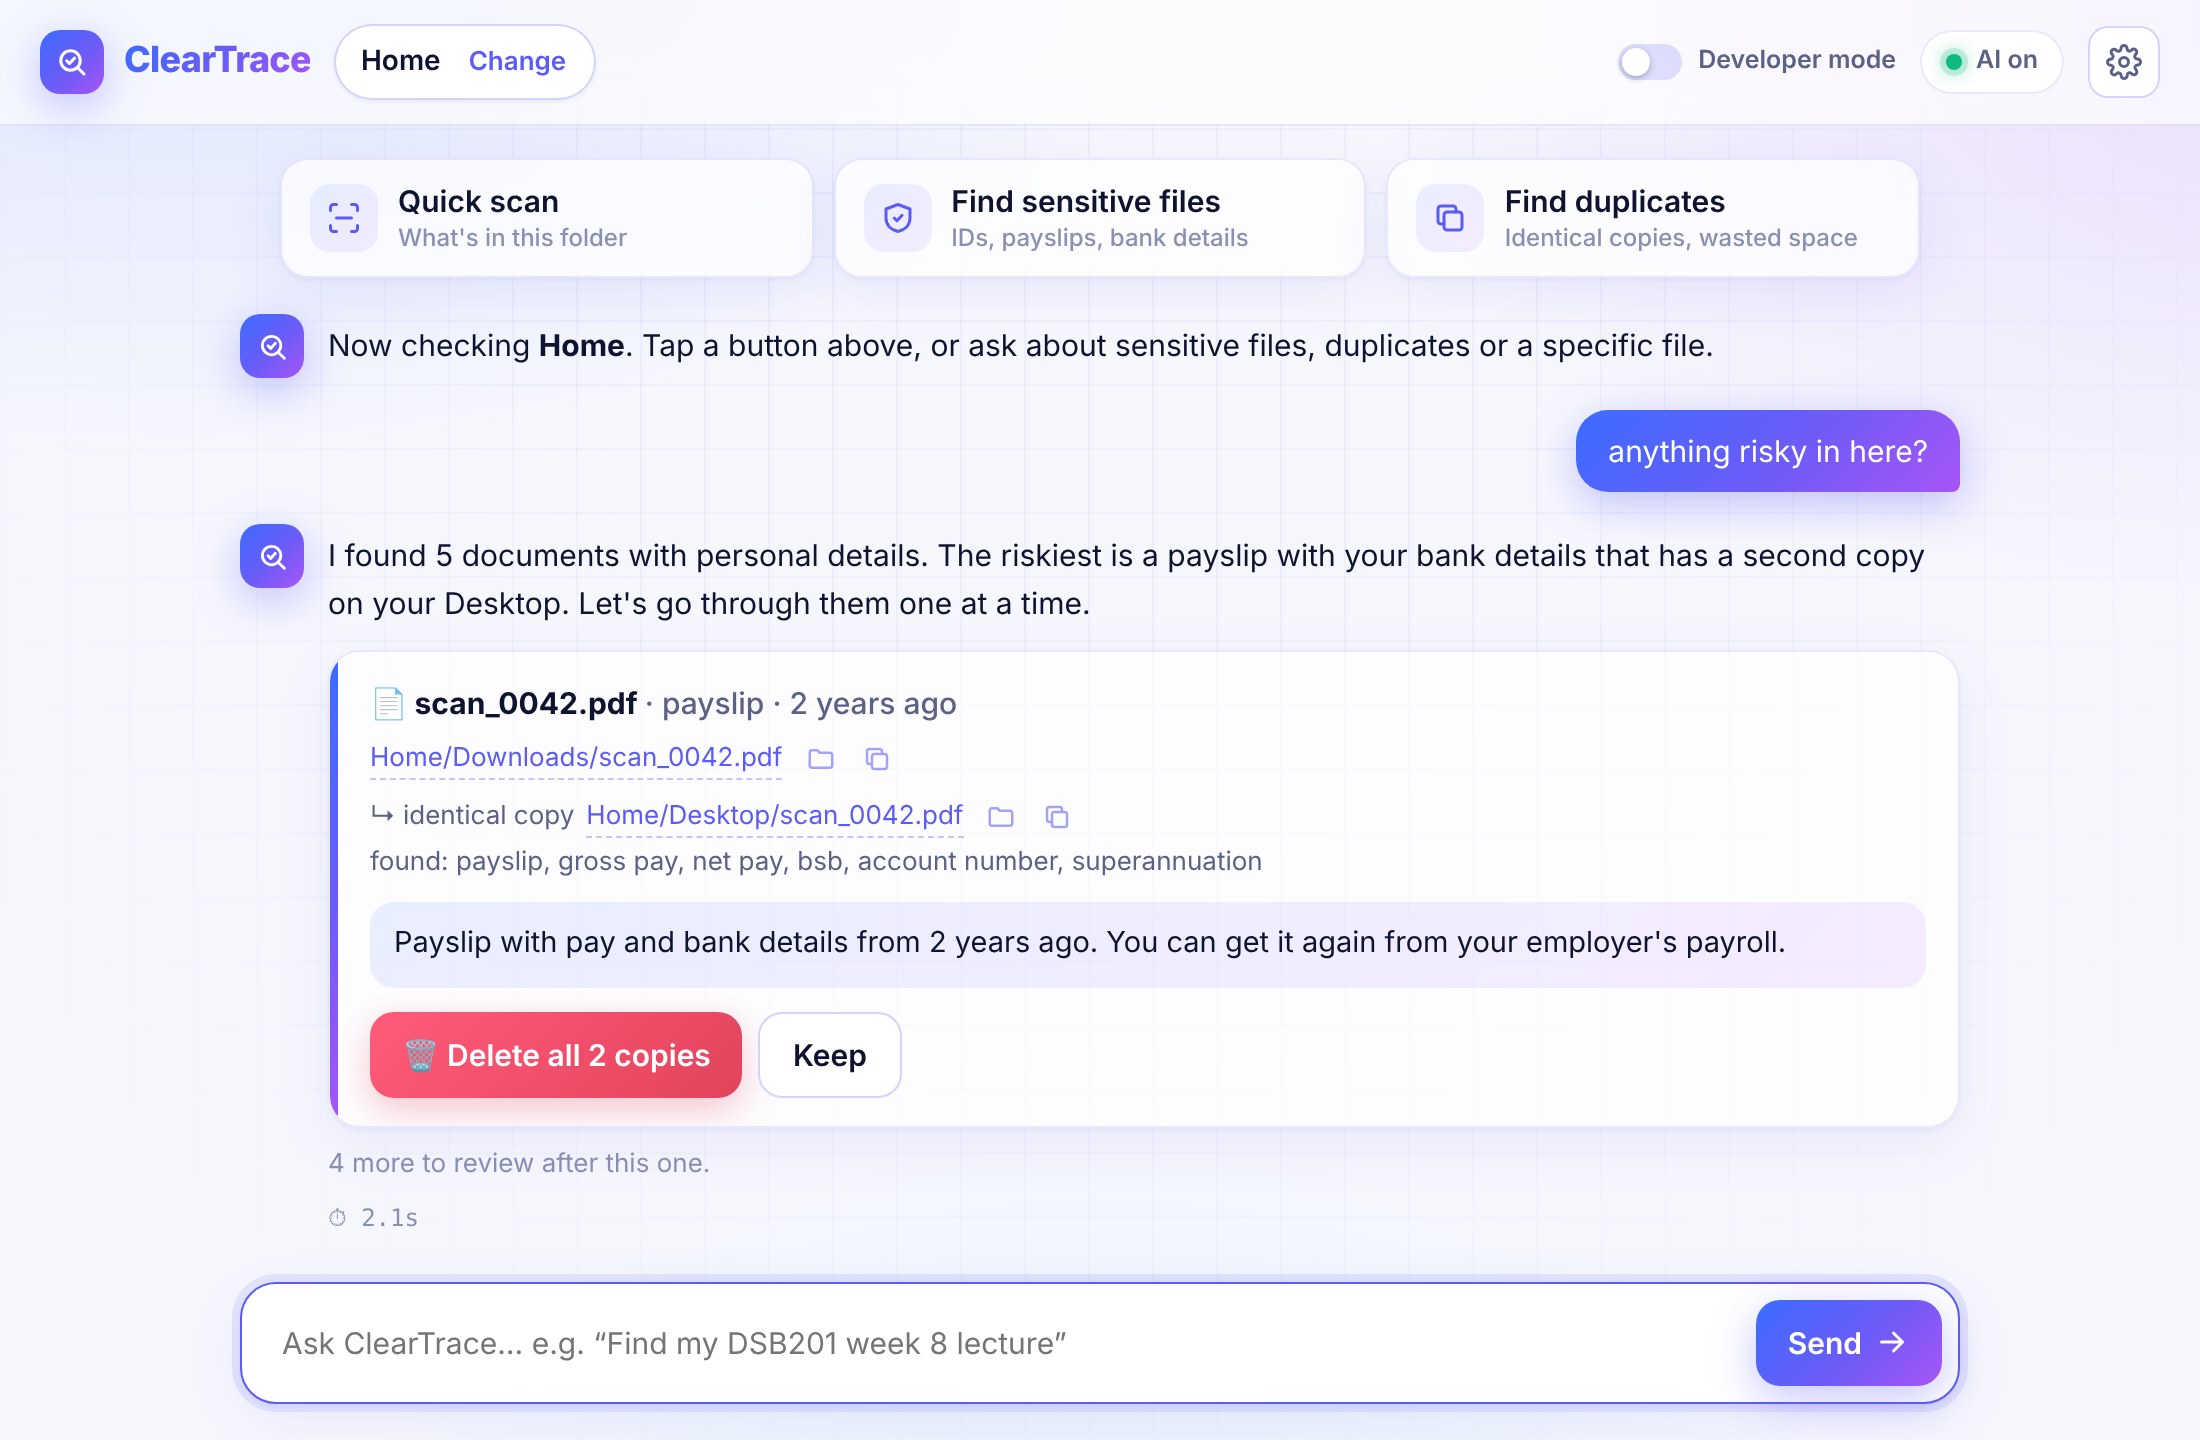 ClearTrace
Home Change
Developer mode
AI on
Quick scan
What's in this folder
Find sensitive files
IDs, payslips, bank details
Find duplicates
Identical copies, wasted space
Now checking Home. Tap a button above, or ask about sensitive files, duplicates or a specific file.
anything risky in here?
I found 5 documents with personal details. The riskiest is a payslip with your bank details that has a second copy
on your Desktop. Let's go through them one at a time.
scan_0042.pdf · payslip · 2 years ago
Home/Downloads/scan_0042.pdf
↳ identical copy Home/Desktop/scan_0042.pdf
found: payslip, gross pay, net pay, bsb, account number, superannuation
Payslip with pay and bank details from 2 years ago. You can get it again from your employer's payroll.
Delete all 2 copies
Keep
4 more to review after this one.
2.1s
Ask ClearTrace... e.g. “Find my DSB201 week 8 lecture”
Send →